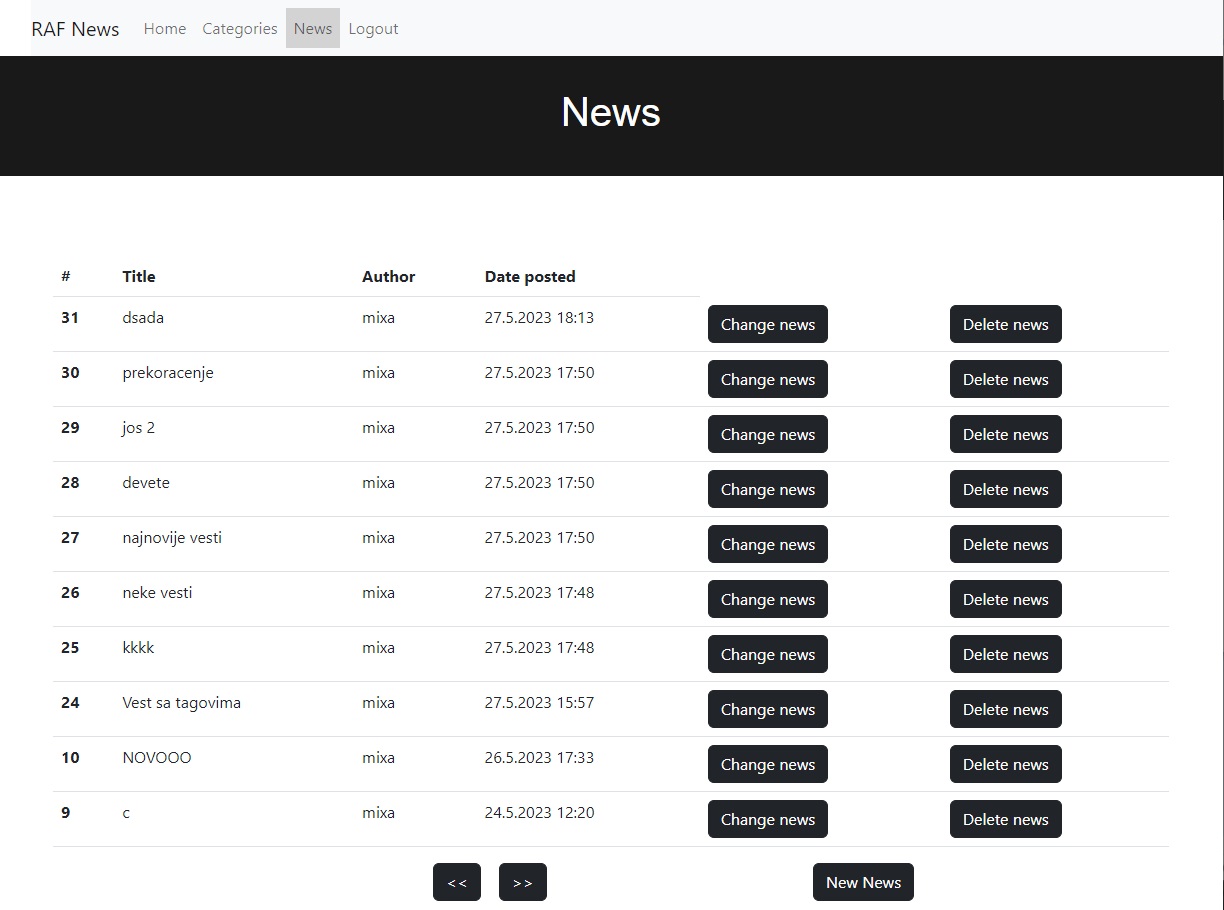 RAF News Home Categories News Logout
News
# Title Author Date posted
31 dsada mixa 27.5.2023 18:13 Change news Delete news
30 prekoracenje mixa 27.5.2023 17:50 Change news Delete news
29 jos 2 mixa 27.5.2023 17:50 Change news Delete news
28 devete mixa 27.5.2023 17:50 Change news Delete news
27 najnovije vesti mixa 27.5.2023 17:50 Change news Delete news
26 neke vesti mixa 27.5.2023 17:48 Change news Delete news
25 kkkk mixa 27.5.2023 17:48 Change news Delete news
24 Vest sa tagovima mixa 27.5.2023 15:57 Change news Delete news
10 NOVOOO mixa 26.5.2023 17:33 Change news Delete news
9 c mixa 24.5.2023 12:20 Change news Delete news
<< >> New News